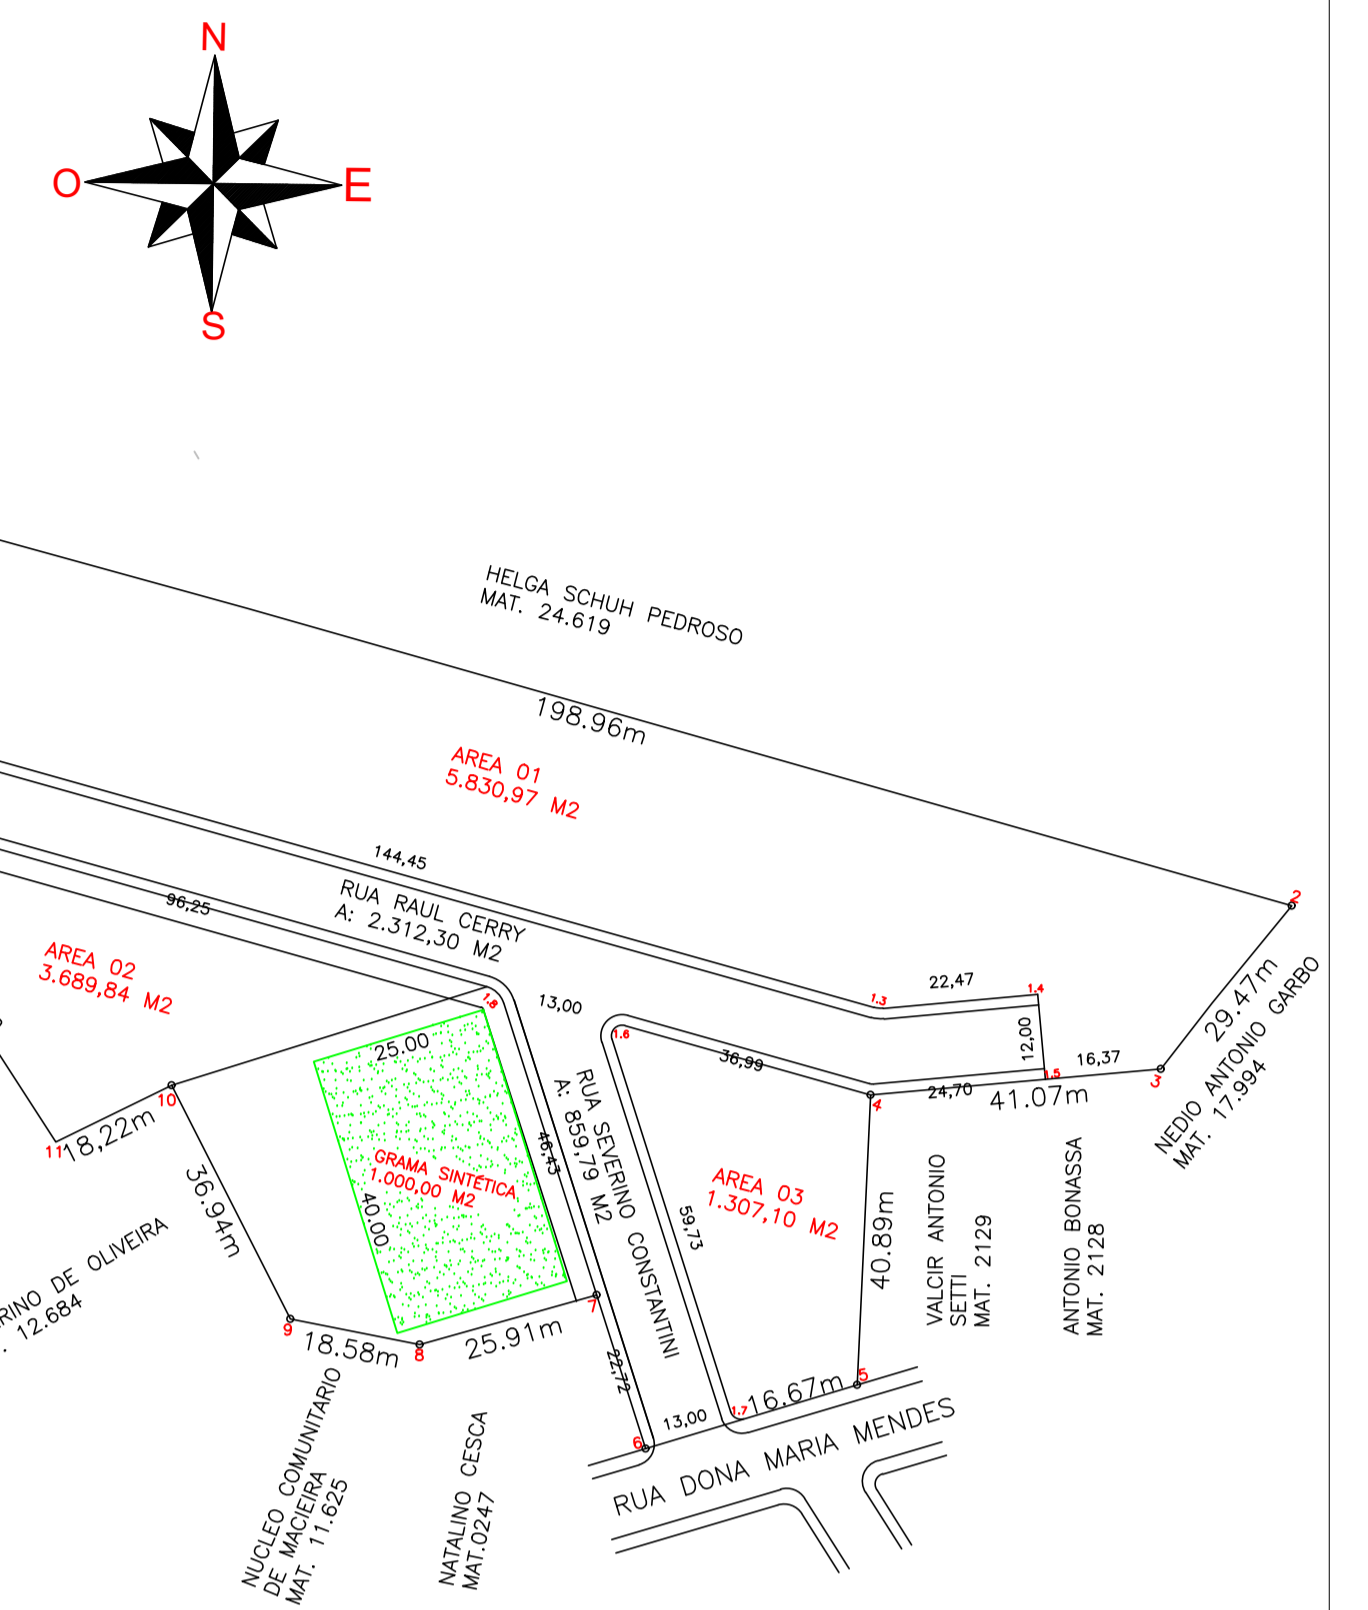 N
O
E
S
HELGA SCHUH PEDROSO
MAT. 24.619
198.96m
AREA 01
5.830,97 M2
144,45
RUA RAUL CERRY
A: 2.312,30 M2
96,25
AREA 02
3.689,84 M2
2
29.47m
NEDIO ANTONIO GARBO
MAT. 17.994
1.3
22,47
1.4
12,00
1.5
16,37
3
1.8
13,00
1.6
36,99
24,70
41.07m
4
25.00
GRAMA SINTÉTICA
1.000,00 M2
40.00
46,43
RUA SEVERINO CONSTANTINI
A: 859,79 M2
59,73
AREA 03
1.307,10 M2
40.89m
VALCIR ANTONIO
SETTI
MAT. 2129
ANTONIO BONASSA
MAT. 2128
10
11
18,22m
36.94m
RINO DE OLIVEIRA
. 12.684
9
18.58m
8
25.91m
7
22,72
6
13,00
1.7
16.67m
5
RUA DONA MARIA MENDES
NUCLEO COMUNITARIO
DE MACIEIRA
MAT. 11.625
NATALINO CESCA
MAT.0247